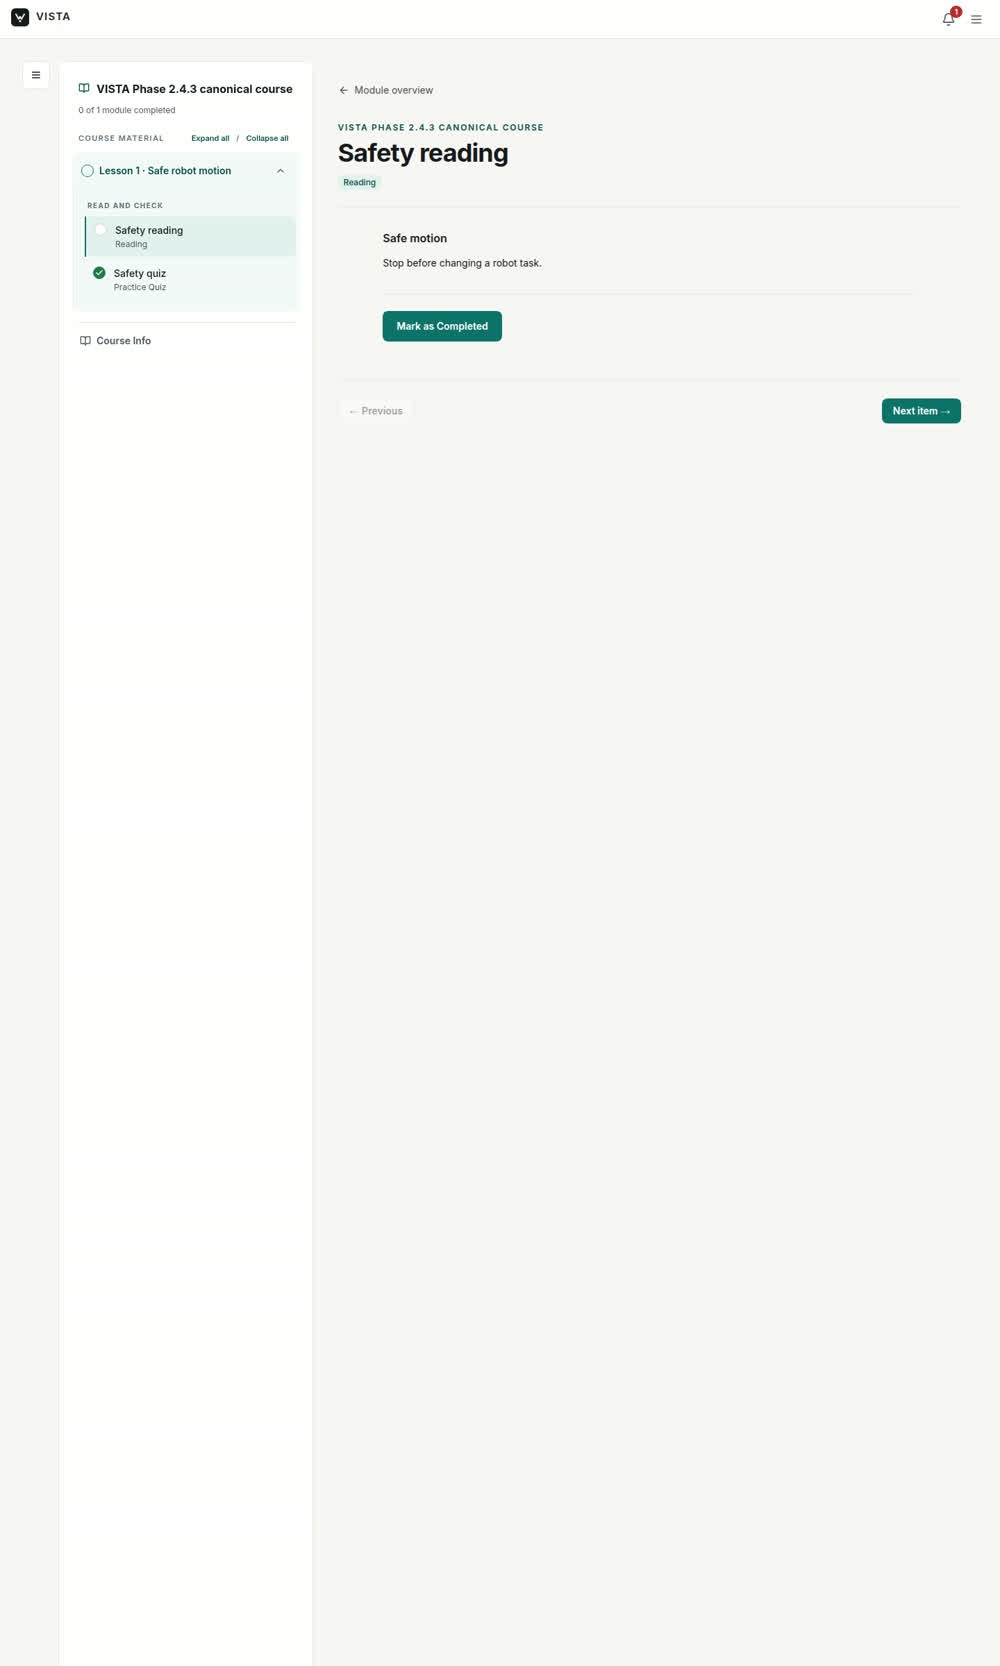 VISTA
1
VISTA Phase 2.4.3 canonical course
0 of 1 module completed
COURSE MATERIAL
Expand all / Collapse all
Lesson 1 · Safe robot motion
READ AND CHECK
Safety reading
Reading
Safety quiz
Practice Quiz
Course Info
← Module overview
VISTA PHASE 2.4.3 CANONICAL COURSE
Safety reading
Reading
Safe motion
Stop before changing a robot task.
Mark as Completed
← Previous
Next item →